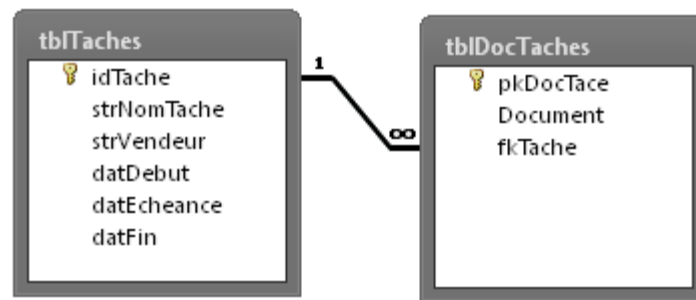 tblTaches
idTache
strNomTache
strVendeur
datDebut
datEcheance
datFin
1
∞
tblDocTaches
pkDocTace
Document
fkTache